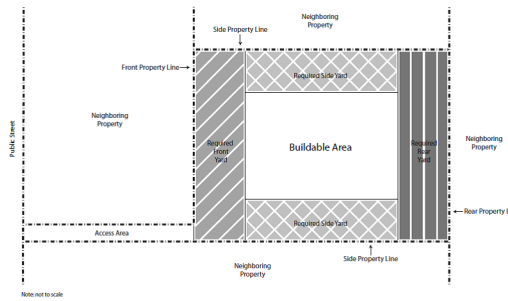 Neighboring
Property
Side Property Line
Front Property Line
Required Side Yard
Neighboring
Property
Public Street
Required
Front
Yard
Buildable Area
Required
Rear
Yard
Neighboring
Property
Rear Property
Required Side Yard
Access Area
Side Property Line
Neighboring
Property
Note: not to scale